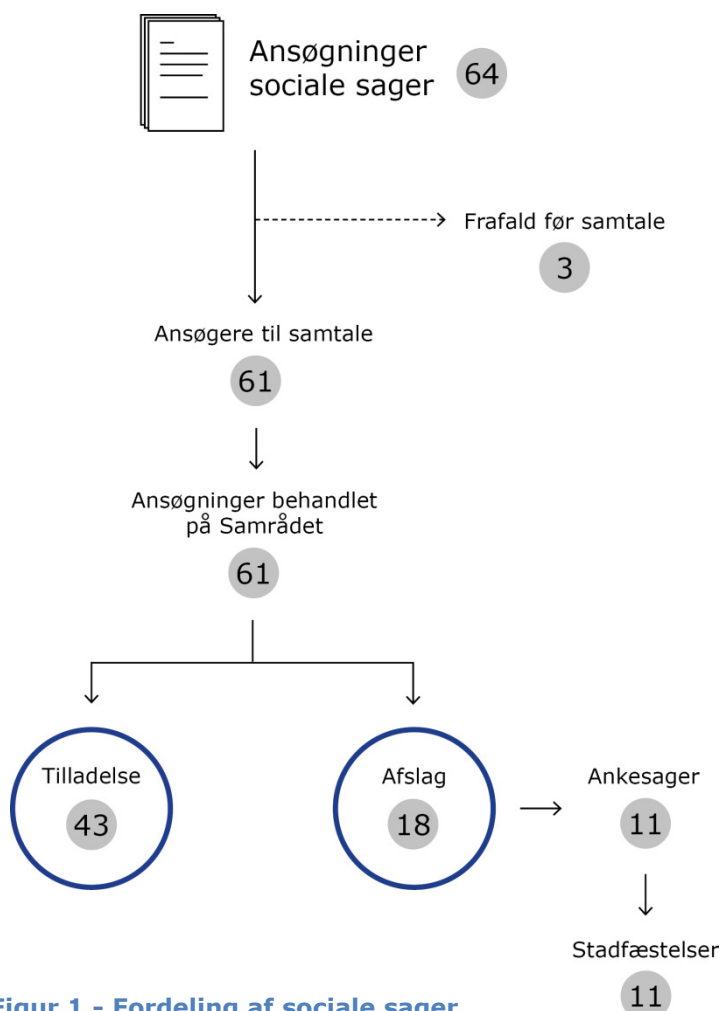 Ansøgninger
sociale sager 64
Frafald før samtale
3
Ansøgere til samtale
61
Ansøgninger behandlet
på Samrådet
61
Tilladelse
43
Afslag
18
Ankesager
11
Stadfæstelser
11
Figur 1 - Fordeling af sociale sager